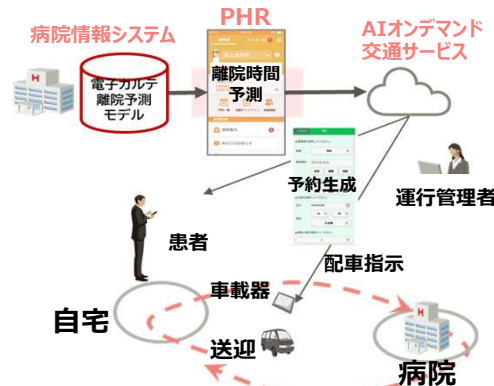 PHR
病院情報システム
AIオンデマンド
交通サービス
電子カルテ
離院予測
モデル
離院時間
予測
予約生成
運行管理者
患者
配車指示
車載器
自宅
送迎
病院